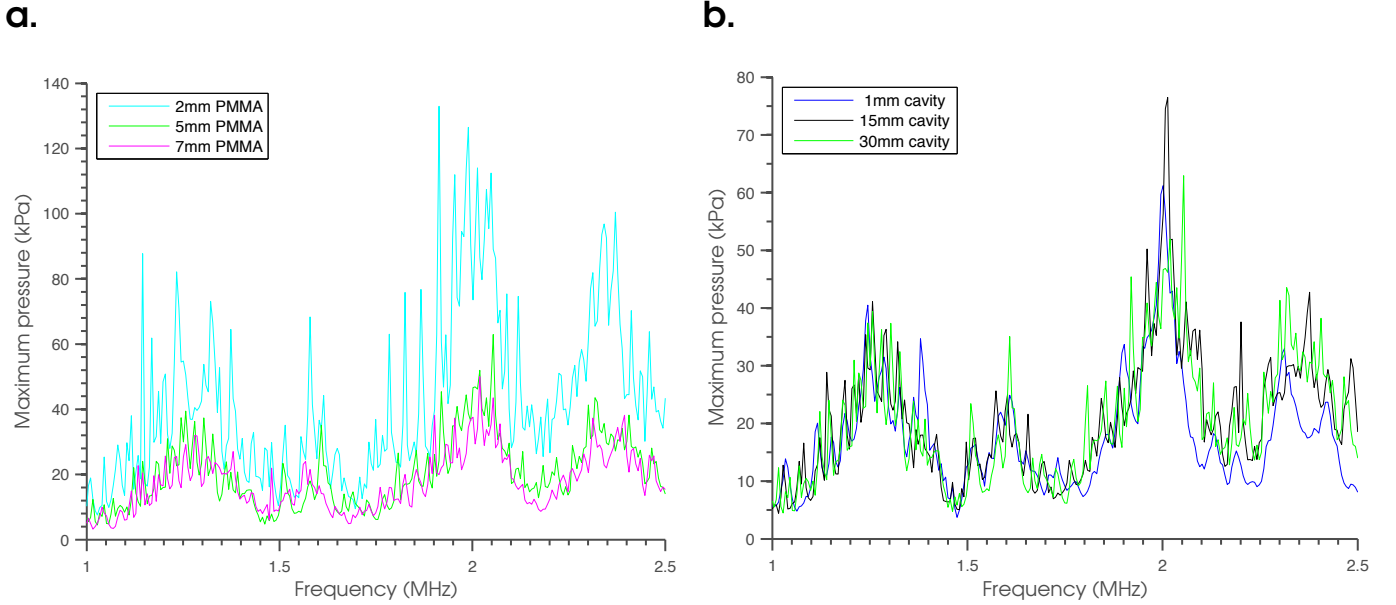 a.
140
120
100
80
60
40
20
0
Maximum pressure (kPa)
2mm PMMA
5mm PMMA
7mm PMMA
1
1.5
2
2.5
Frequency (MHz)
b.
80
70
60
50
40
30
20
10
0
Maximum pressure (kPa)
1mm cavity
15mm cavity
30mm cavity
1
1.5
2
2.5
Frequency (MHz)